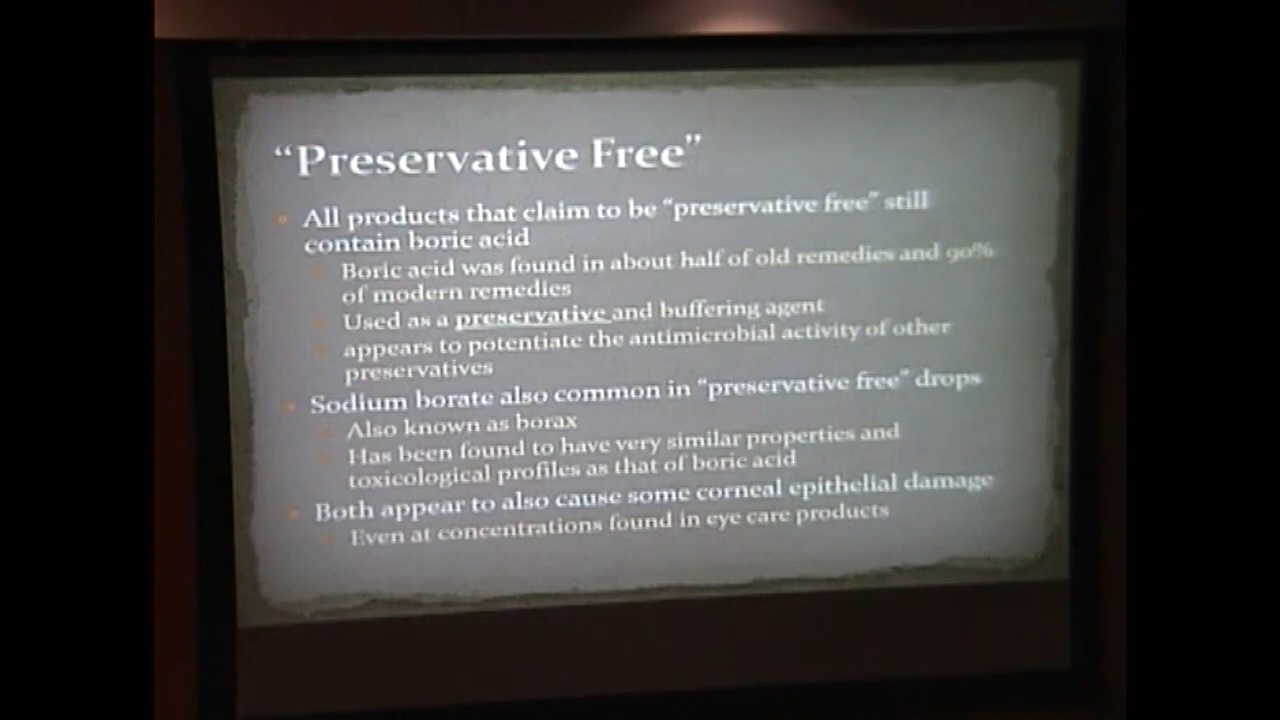 “Preservative Free”
All products that claim to be “preservative free” still
contain boric acid
Boric acid was found in about half of old remedies and 90%
of modern remedies
Used as a preservative and buffering agent
appears to potentiate the antimicrobial activity of other
preservatives
Sodium borate also common in “preservative free” drops
Also known as borax
Has been found to have very similar properties and
toxicological profiles as that of boric acid
Both appear to also cause some corneal epithelial damage
Even at concentrations found in eye care products